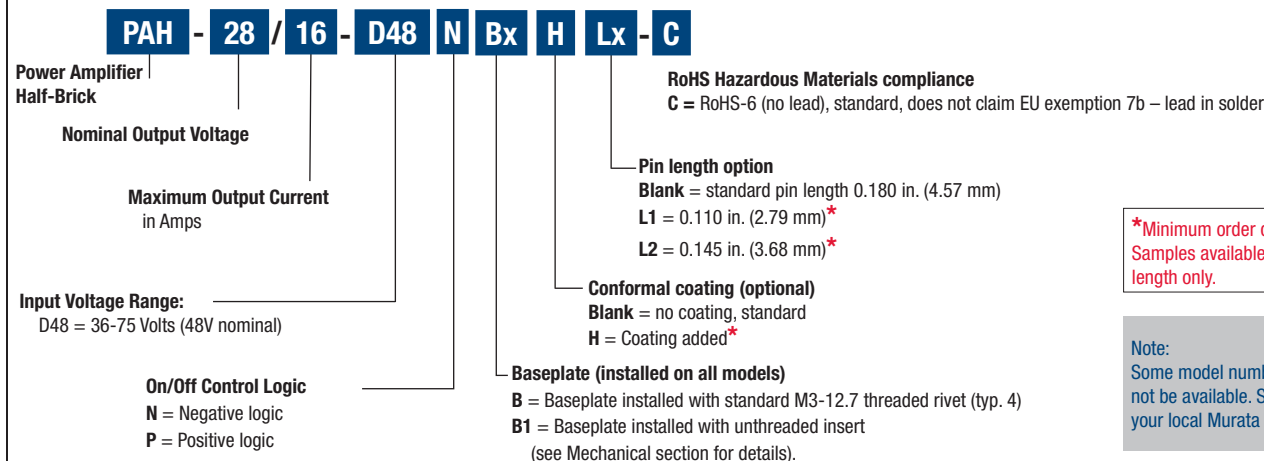 PAH - 28 / 16 - D48 N Bx H Lx - C
Power Amplifier
Half-Brick
Nominal Output Voltage
Maximum Output Current
in Amps
Input Voltage Range:
D48 = 36-75 Volts (48V nominal)
On/Off Control Logic
N = Negative logic
P = Positive logic
RoHS Hazardous Materials compliance
C = RoHS-6 (no lead), standard, does not claim EU exemption 7b – lead in solder
Pin length option
Blank = standard pin length 0.180 in. (4.57 mm)
L1 = 0.110 in. (2.79 mm)*
L2 = 0.145 in. (3.68 mm)*
Conformal coating (optional)
Blank = no coating, standard
H = Coating added*
Baseplate (installed on all models)
B = Baseplate installed with standard M3-12.7 threaded rivet (typ. 4)
B1 = Baseplate installed with unthreaded insert
(see Mechanical section for details).
*Minimum order
Samples available
length only.
Note:
Some model
not be available.
your local Murata